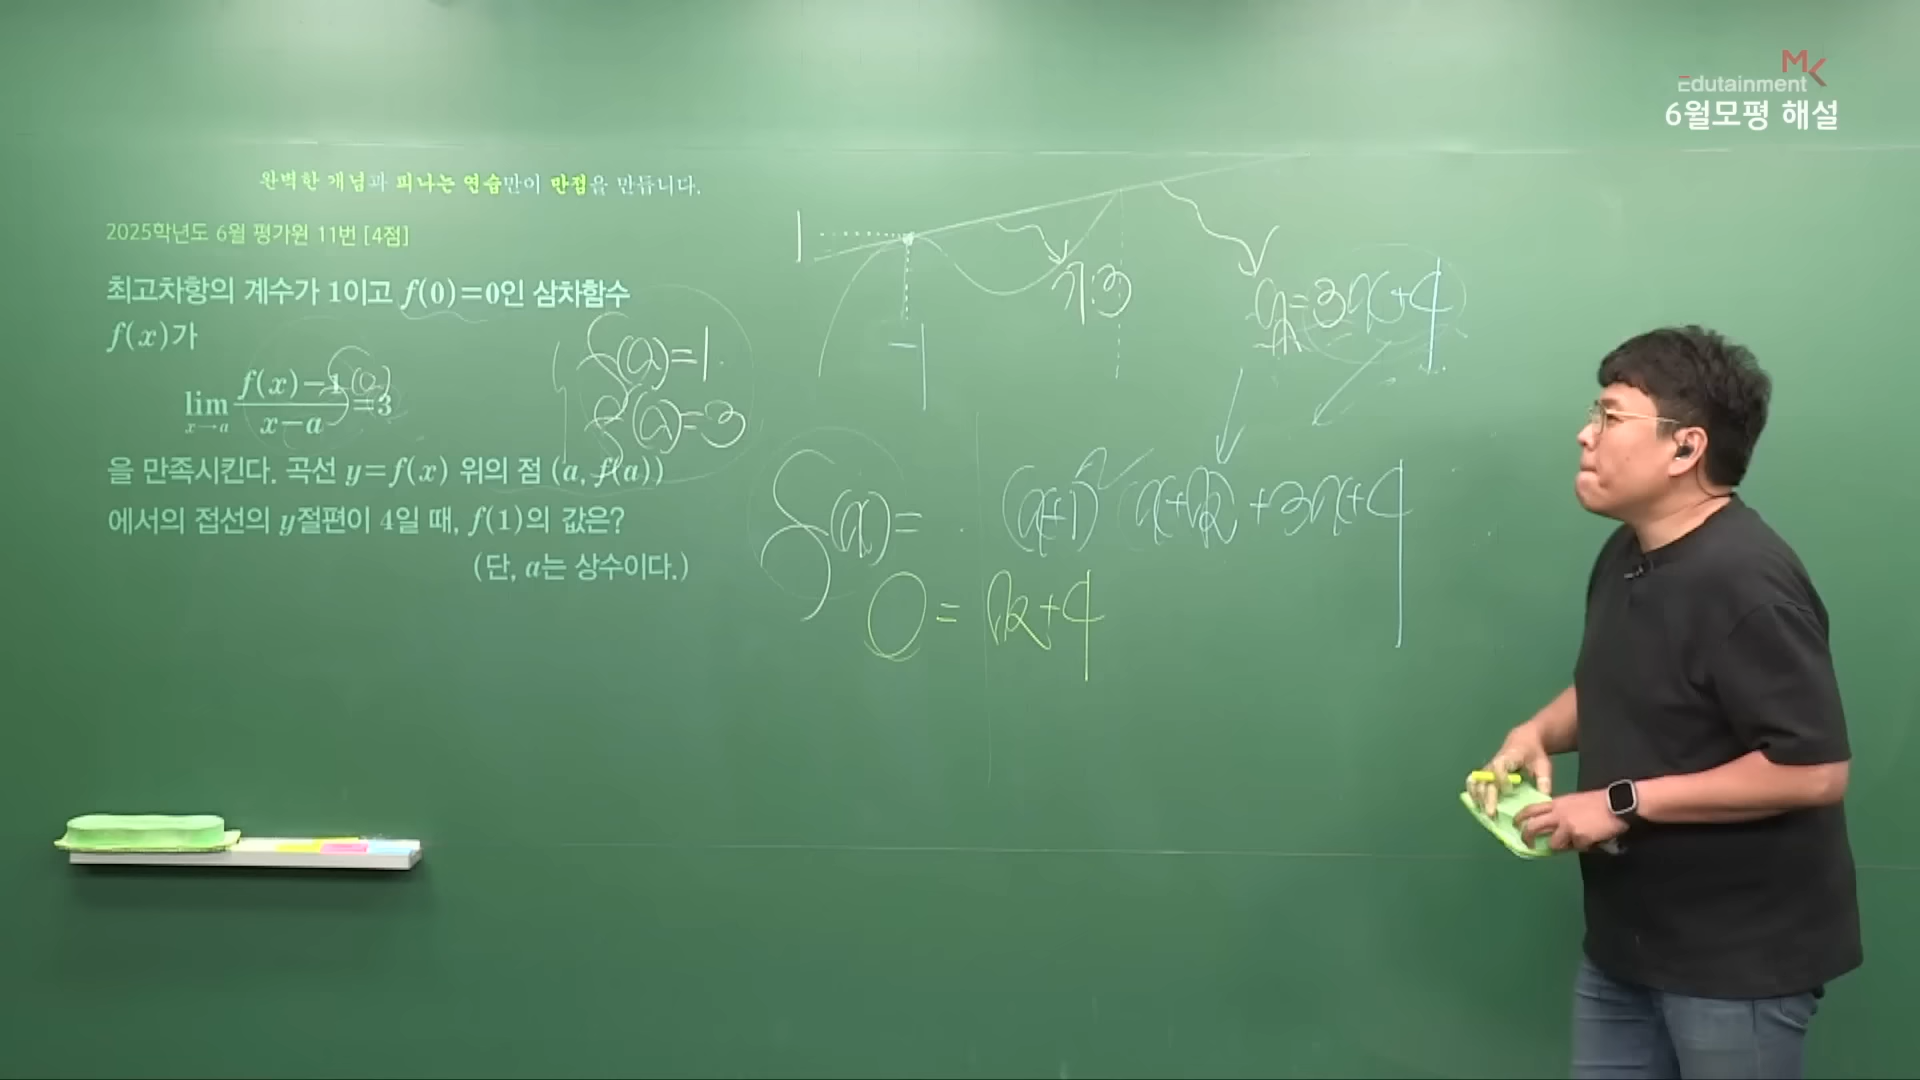 MK
Edutainment
6월모평 해설
완벽한 개념과 피나는 연습만이 만점을 만듭니다.
2025학년도 6월 평가원 11번 [4점]
최고차항의 계수가 1이고 f(0)=0인 삼차함수
f(x)가
lim x→a (f(x)-1)/(x-a) =3
을 만족시킨다. 곡선 y=f(x) 위의 점 (a, f(a))
에서의 접선의 y절편이 4일 때, f(1)의 값은?
(단, a는 상수이다.)
f(a)=1
f'(a)=3
1
-1
기:3
y=3x+4
f(x)= (x+1)² (x+k)+3x+4
0=k+4